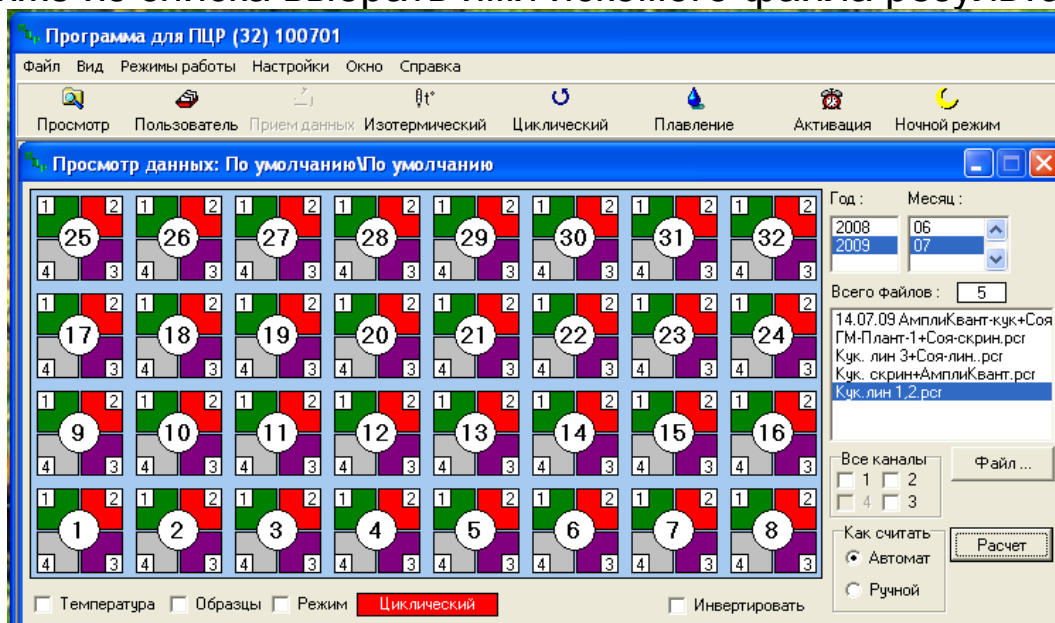 из списка выбрать имя искомого файла
Программа для ПЦР (32) 100701
Файл Вид Режимы работы Настройки Окно Справка
Просмотр Пользователь Прием данных Изотермический Циклический Плавление Активация Ночной режим
Просмотр данных: По умолчанию\По умолчанию
Год : Месяц :
2008 06
2009 07
Всего файлов : 5
14.07.09 АмплиКвант-кук+Соя
ГМ-Плант-1+Соя-скрин.pcr
Кук. лин 3+Соя-лин..pcr
Кук. скрин+АмплиКвант.pcr
Кук.лин 1,2.pcr
1 2 1 2 1 2 1 2 1 2 1 2 1 2 1 2
25 26 27 28 29 30 31 32
4 3 4 3 4 3 4 3 4 3 4 3 4 3 4 3
1 2 1 2 1 2 1 2 1 2 1 2 1 2 1 2
17 18 19 20 21 22 23 24
4 3 4 3 4 3 4 3 4 3 4 3 4 3 4 3
1 2 1 2 1 2 1 2 1 2 1 2 1 2 1 2
9 10 11 12 13 14 15 16
4 3 4 3 4 3 4 3 4 3 4 3 4 3 4 3
1 2 1 2 1 2 1 2 1 2 1 2 1 2 1 2
1 2 3 4 5 6 7 8
4 3 4 3 4 3 4 3 4 3 4 3 4 3 4 3
Все каналы Файл ...
1 2
4 3
Как считать
Автомат Расчет
Ручной
Температура Образцы Режим Циклический Инвертировать